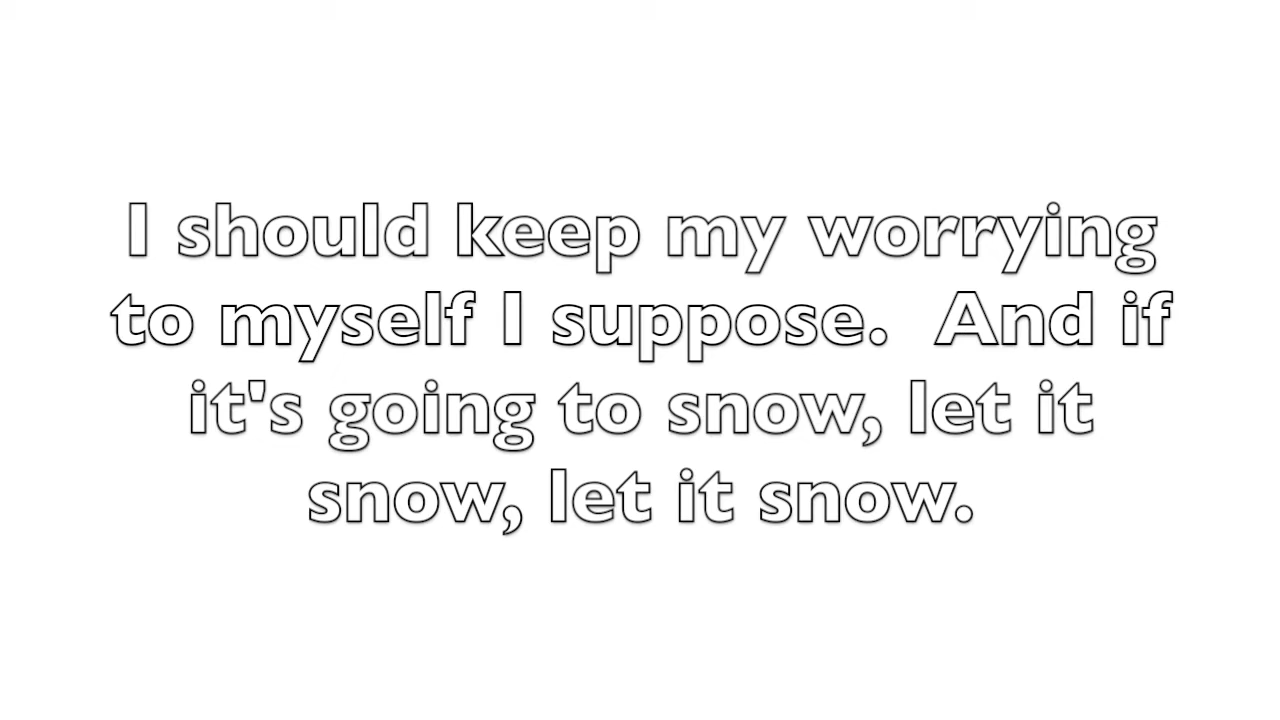 I should keep my worrying
to myself I suppose.  And if
it's going to snow, let it
snow, let it snow.